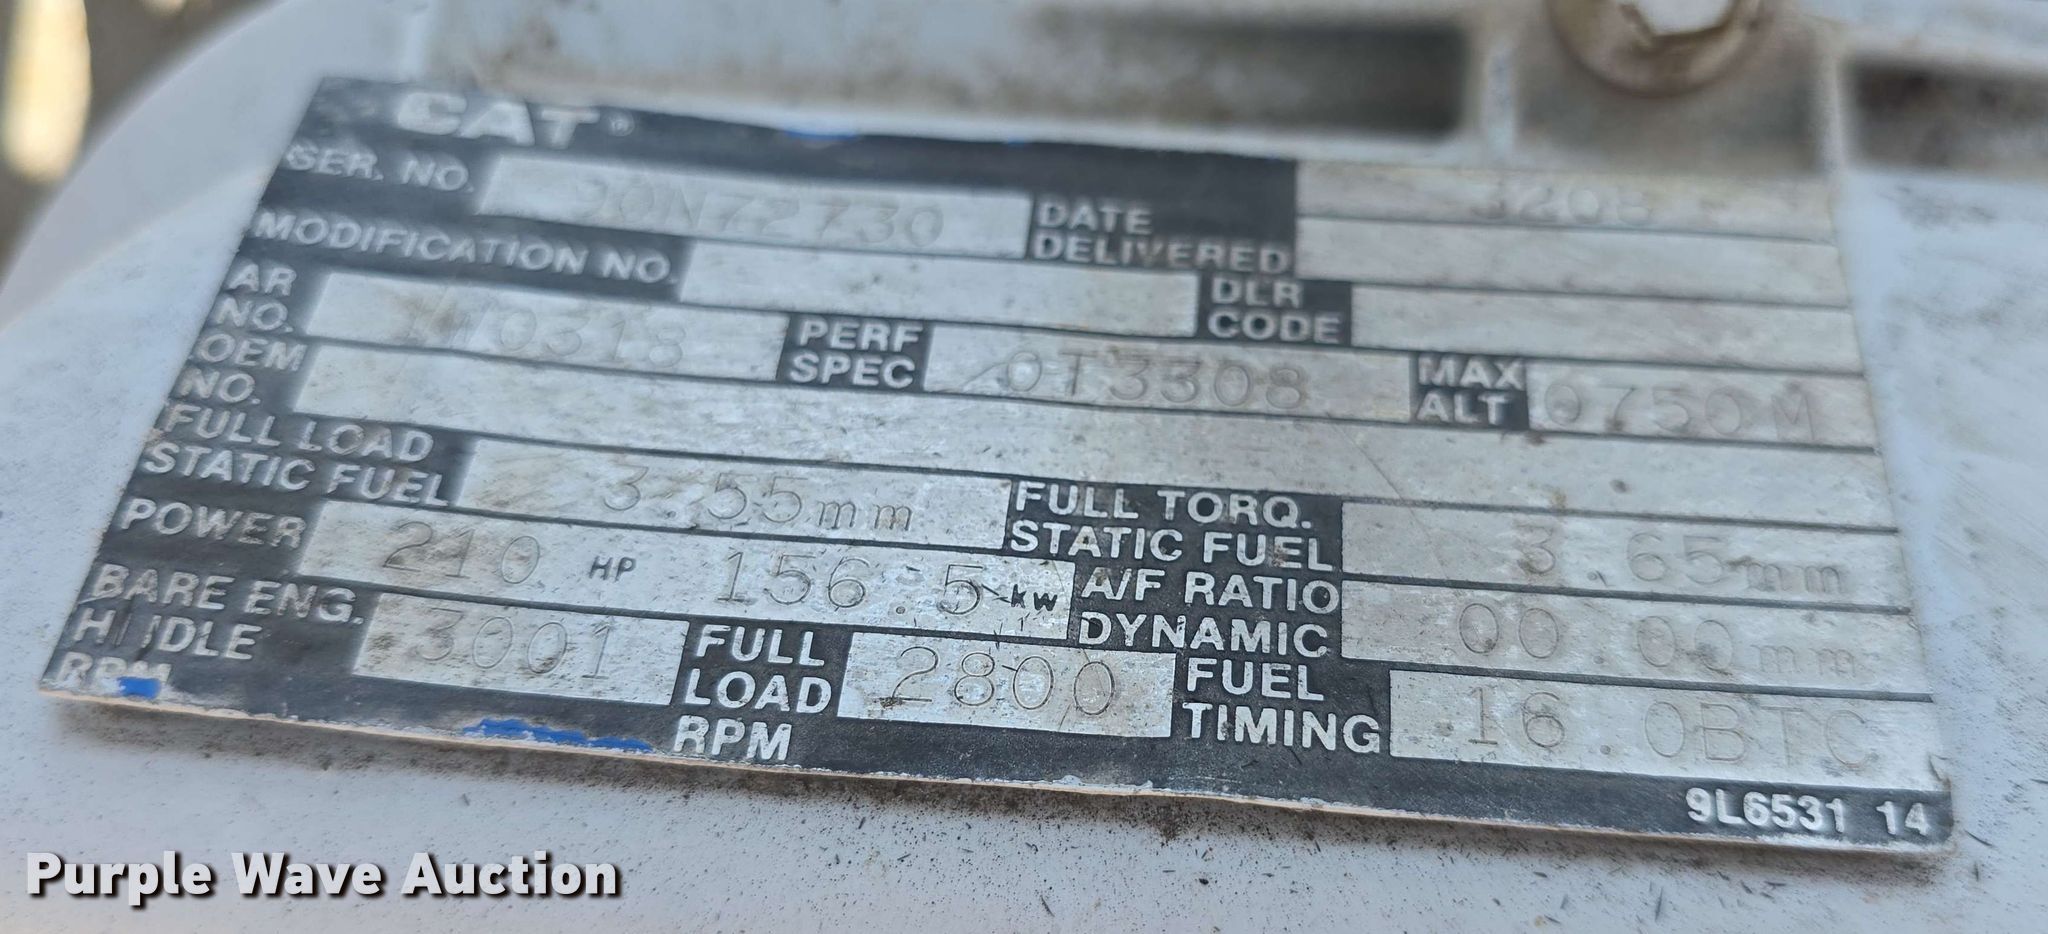 CAT®
3208
SER. NO. 90N72730 DATE DELIVERED
MODIFICATION NO. DLR CODE
AR NO. 0318 PERF SPEC 0T3308 MAX ALT 0750M
OEM NO.
FULL LOAD STATIC FUEL 3.55mm FULL TORQ. STATIC FUEL 3.65mm
POWER 210 HP 156.5 kW A/F RATIO DYNAMIC 00.00mm
BARE ENG. HI IDLE RPM 3001 FULL LOAD RPM 2800 FUEL TIMING 16.0BTC
9L6531 14
Purple Wave Auction